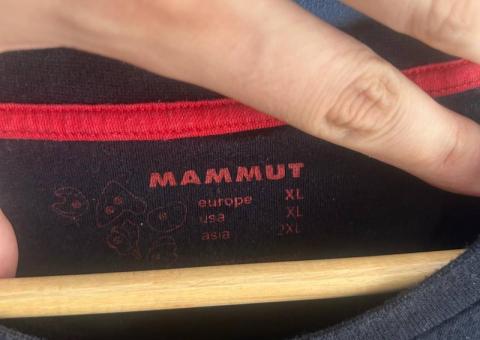 MAMMUT
europe XL
usa XL
asia 2XL